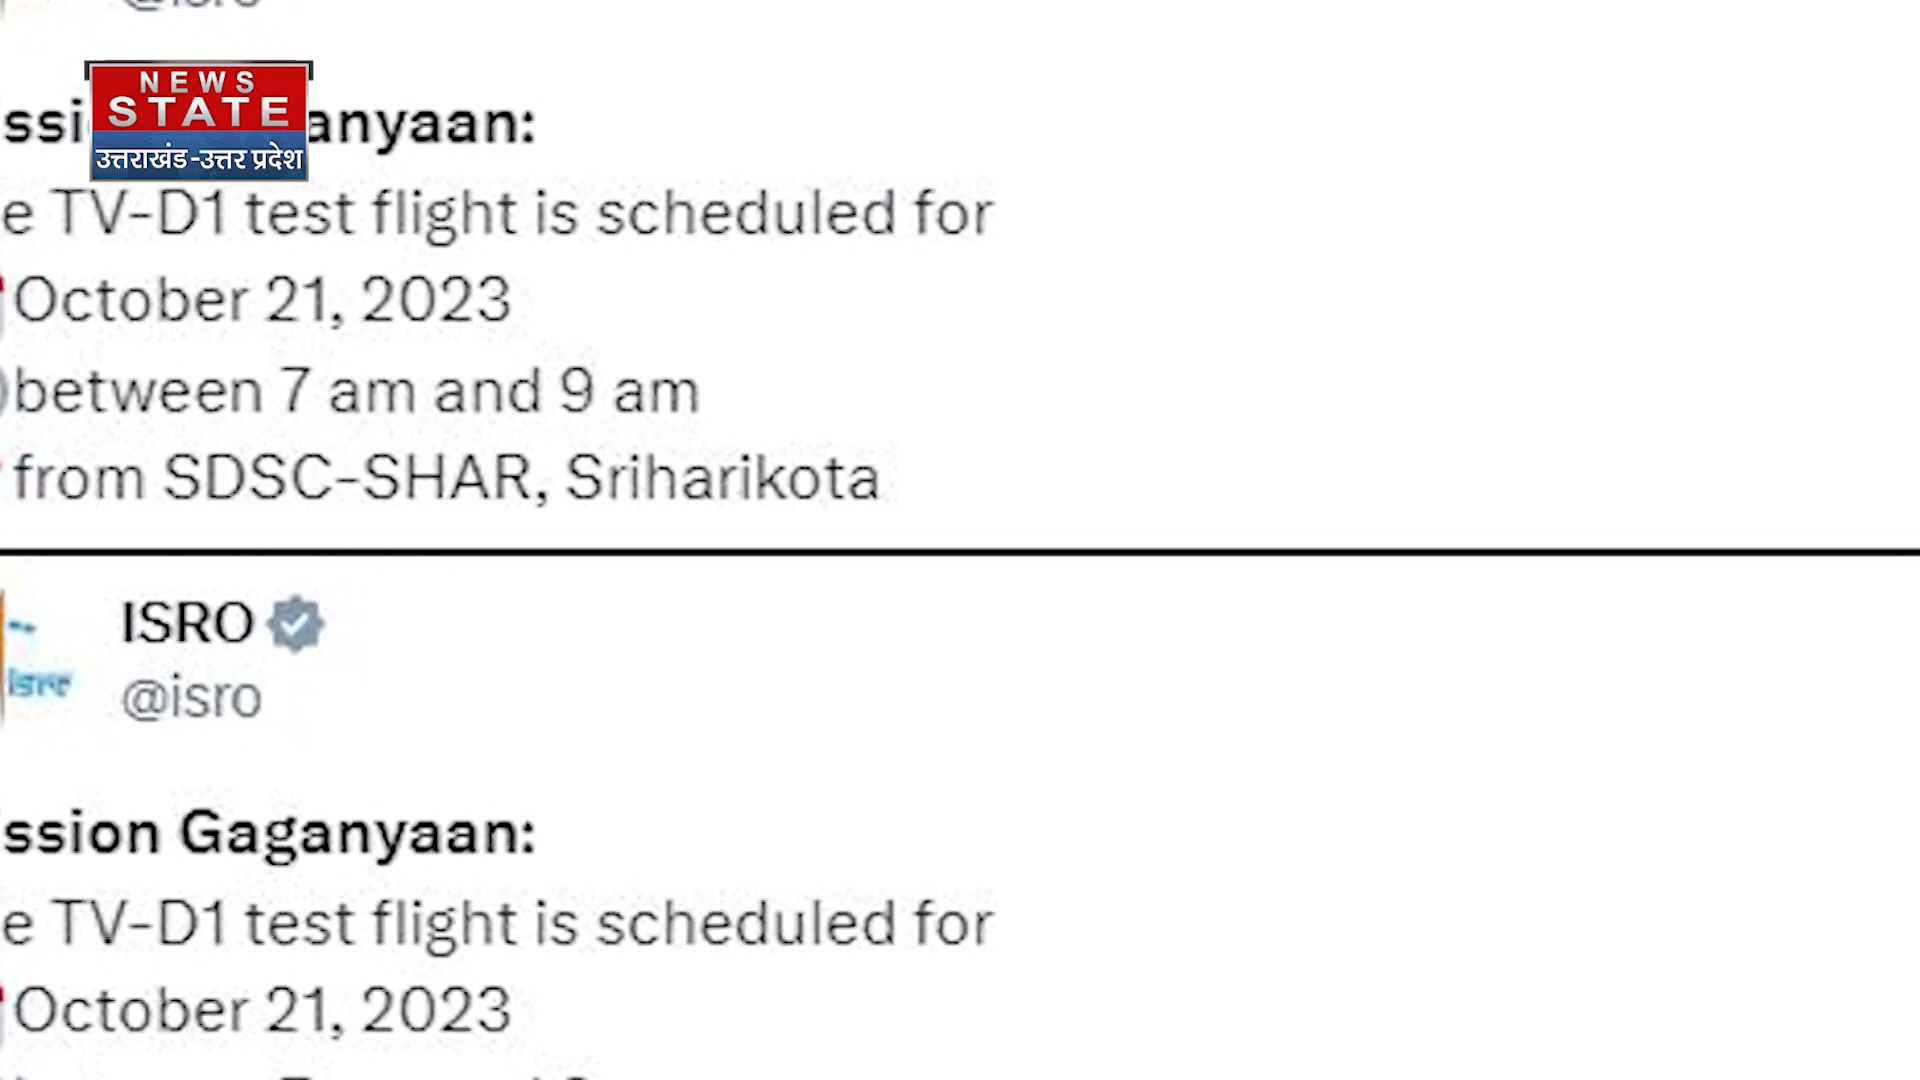 @isro
NEWS
STATE
उत्तराखंड-उत्तर प्रदेश
anyaan:
e TV-D1 test flight is scheduled for
October 21, 2023
between 7 am and 9 am
from SDSC-SHAR, Sriharikota
ISRO
isro
@isro
ssion Gaganyaan:
e TV-D1 test flight is scheduled for
October 21, 2023